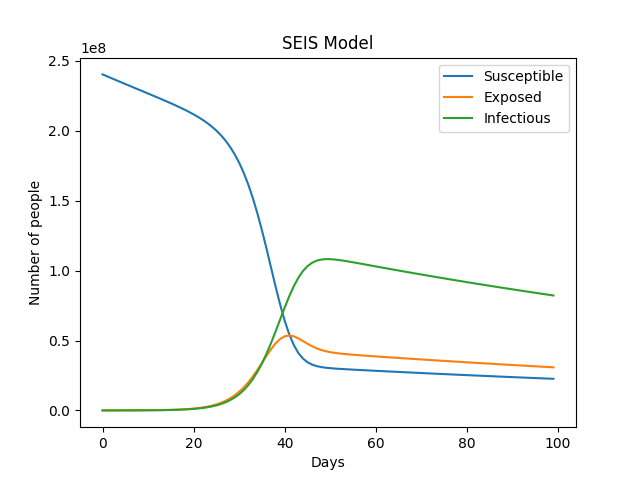 SEIS Model
1e8
2.5
2.0
1.5
1.0
0.5
0.0
Number of people
Susceptible
Exposed
Infectious
0 20 40 60 80 100
Days